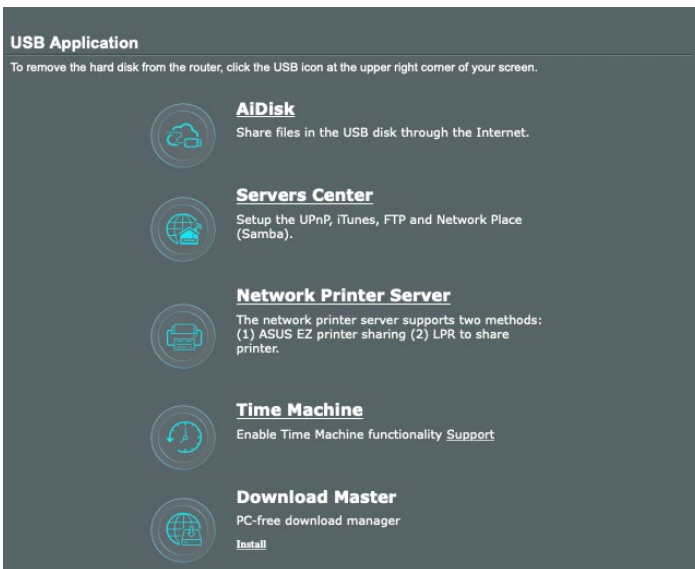 USB Application
To remove the hard disk from the router, click the USB icon at the upper right corner of your screen.
AiDisk
Share files in the USB disk through the Internet.
Servers Center
Setup the UPnP, iTunes, FTP and Network Place
(Samba).
Network Printer Server
The network printer server supports two methods:
(1) ASUS EZ printer sharing (2) LPR to share
printer.
Time Machine
Enable Time Machine functionality Support
Download Master
PC-free download manager
Install